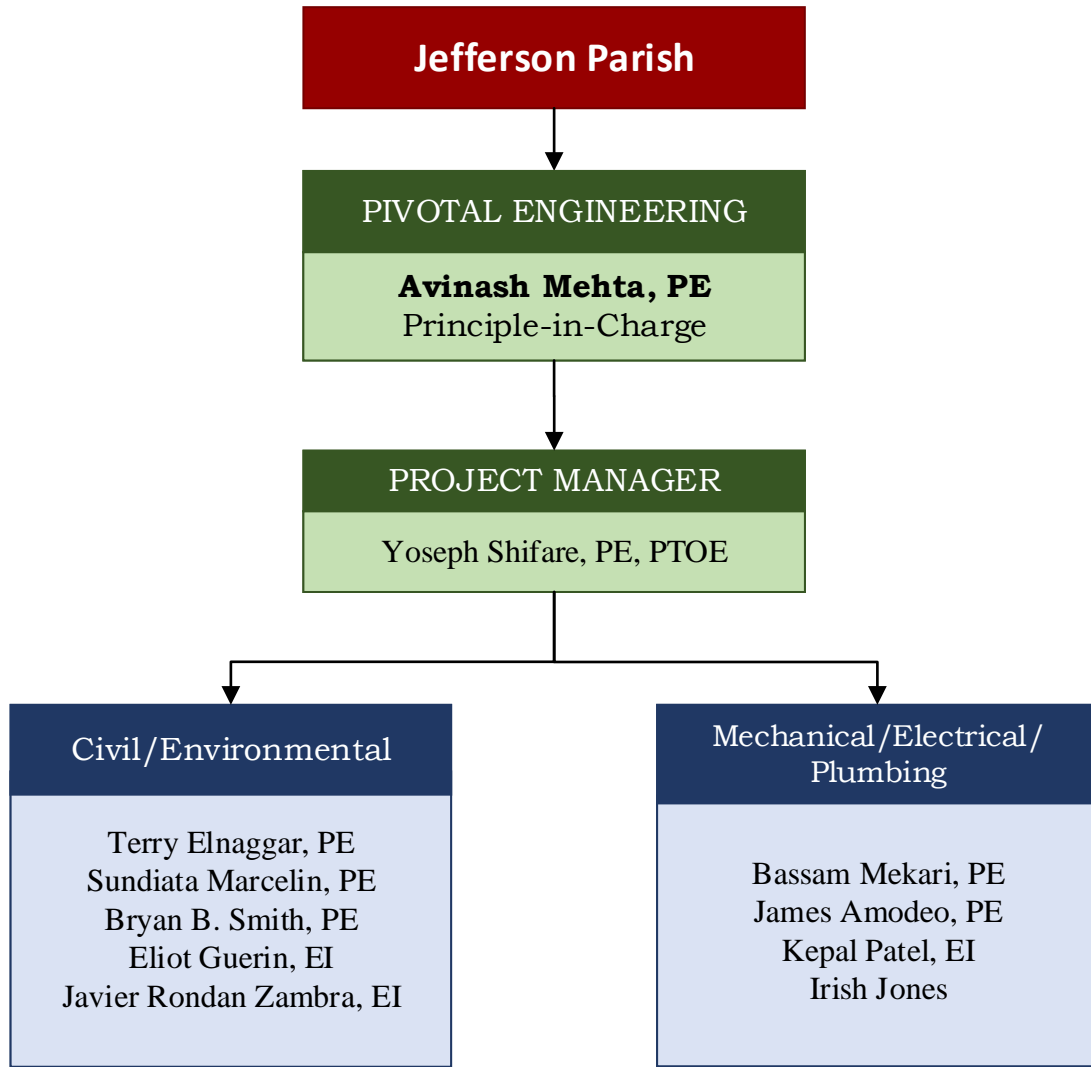 Jefferson Parish
PIVOTAL ENGINEERING
Avinash Mehta, PE
Principle-in-Charge
PROJECT MANAGER
Yoseph Shifare, PE, PTOE
Civil/Environmental
Terry Elnaggar, PE
Sundiata Marcelin, PE
Bryan B. Smith, PE
Eliot Guerin, EI
Javier Rondan Zambra, EI
Mechanical/Electrical/
Plumbing
Bassam Mekari, PE
James Amodeo, PE
Kepal Patel, EI
Irish Jones